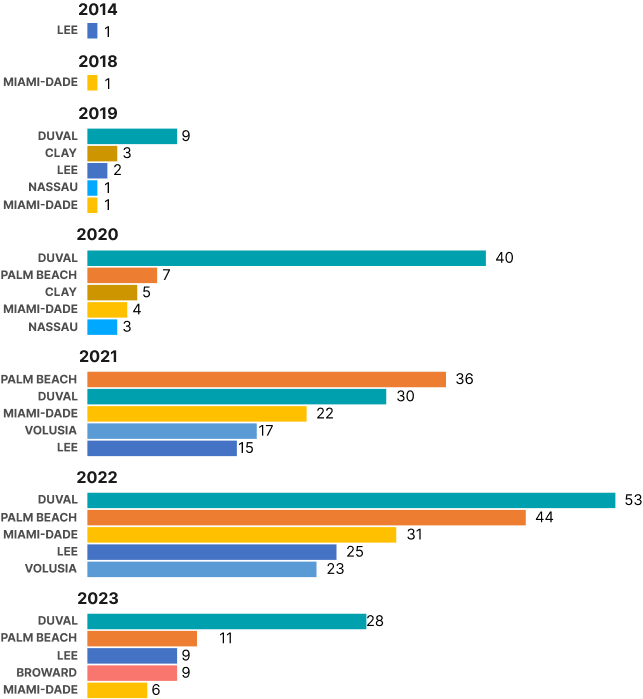 2014
LEE 1
2018
MIAMI-DADE 1
2019
DUVAL 9
CLAY 3
LEE 2
NASSAU 1
MIAMI-DADE 1
2020
DUVAL 40
PALM BEACH 7
CLAY 5
MIAMI-DADE 4
NASSAU 3
2021
PALM BEACH 36
DUVAL 30
MIAMI-DADE 22
VOLUSIA 17
LEE 15
2022
DUVAL 53
PALM BEACH 44
MIAMI-DADE 31
LEE 25
VOLUSIA 23
2023
DUVAL 28
PALM BEACH 11
LEE 9
BROWARD 9
MIAMI-DADE 6